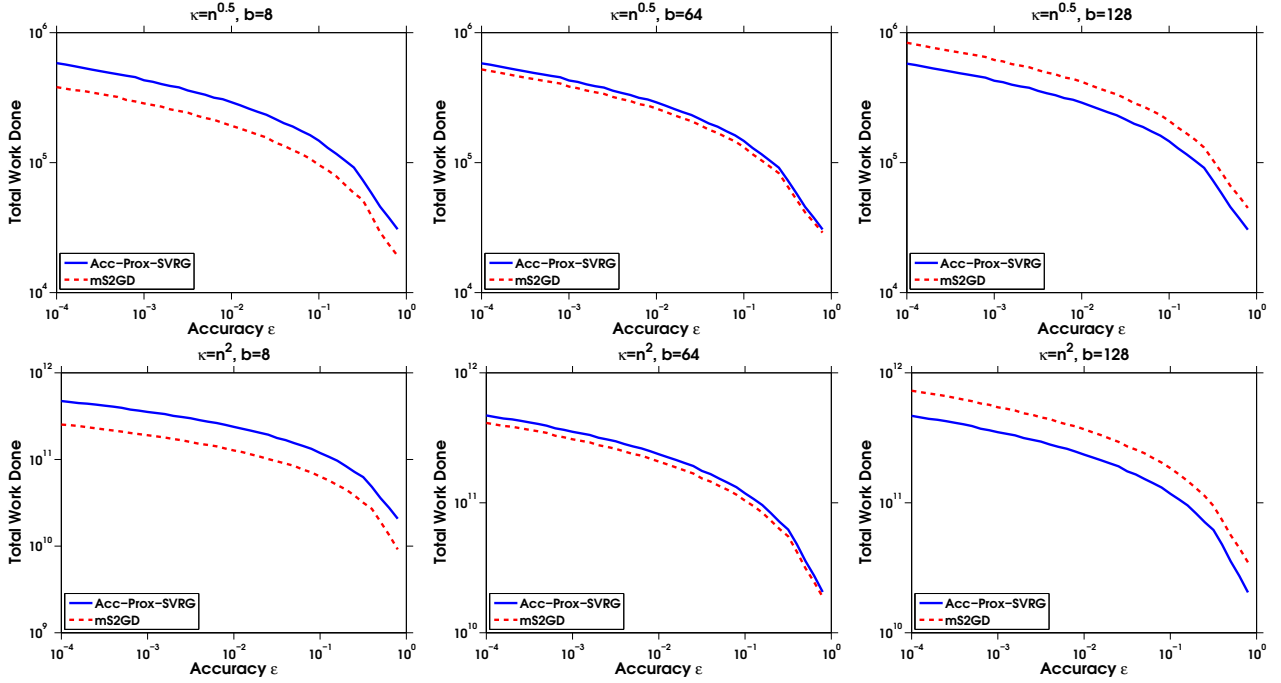 κ=n^0.5, b=8
Total Work Done
10^6
10^5
10^4
10^−4 10^−3 10^−2 10^−1 10^0
Accuracy ε
Acc−Prox−SVRG
mS2GD
κ=n^0.5, b=64
Total Work Done
10^6
10^5
10^4
10^−4 10^−3 10^−2 10^−1 10^0
Accuracy ε
Acc−Prox−SVRG
mS2GD
κ=n^0.5, b=128
Total Work Done
10^6
10^5
10^4
10^−4 10^−3 10^−2 10^−1 10^0
Accuracy ε
Acc−Prox−SVRG
mS2GD
κ=n^2, b=8
Total Work Done
10^12
10^11
10^10
10^9
10^−4 10^−3 10^−2 10^−1 10^0
Accuracy ε
Acc−Prox−SVRG
mS2GD
κ=n^2, b=64
Total Work Done
10^12
10^11
10^10
10^−4 10^−3 10^−2 10^−1 10^0
Accuracy ε
Acc−Prox−SVRG
mS2GD
κ=n^2, b=128
Total Work Done
10^12
10^11
10^10
10^−4 10^−3 10^−2 10^−1 10^0
Accuracy ε
Acc−Prox−SVRG
mS2GD